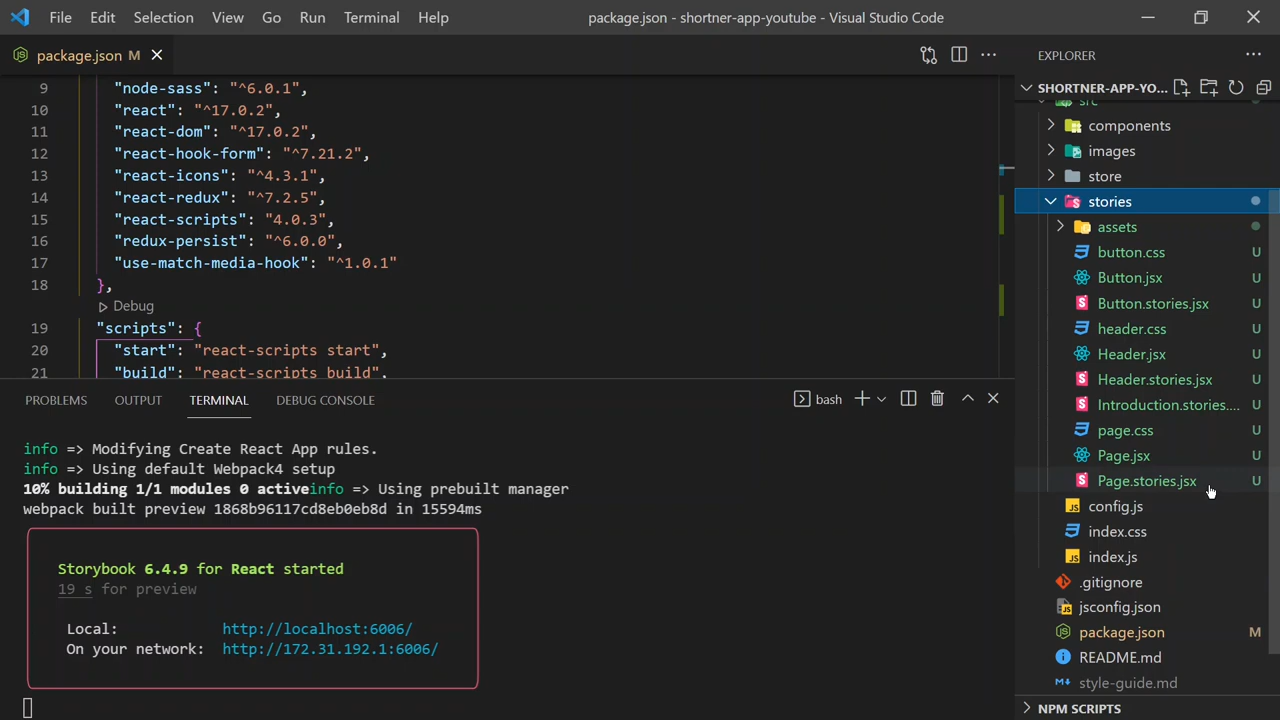 File Edit Selection View Go Run Terminal Help package.json - shortner-app-youtube - Visual Studio Code
package.json M
9 "node-sass": "^6.0.1",
10 "react": "^17.0.2",
11 "react-dom": "^17.0.2",
12 "react-hook-form": "^7.21.2",
13 "react-icons": "^4.3.1",
14 "react-redux": "^7.2.5",
15 "react-scripts": "4.0.3",
16 "redux-persist": "^6.0.0",
17 "use-match-media-hook": "^1.0.1"
18 },
Debug
19 "scripts": {
20 "start": "react-scripts start",
21 "build": "react-scripts build",
PROBLEMS OUTPUT TERMINAL DEBUG CONSOLE bash
info => Modifying Create React App rules.
info => Using default Webpack4 setup
10% building 1/1 modules 0 activeinfo => Using prebuilt manager
webpack built preview 1868b96117cd8eb0eb8d in 15594ms
Storybook 6.4.9 for React started
19 s for preview
Local: http://localhost:6006/
On your network: http://172.31.192.1:6006/
EXPLORER
SHORTNER-APP-YO...
src
components
images
store
stories
assets
button.css U
Button.jsx U
Button.stories.jsx U
header.css U
Header.jsx U
Header.stories.jsx U
Introduction.stories.... U
page.css U
Page.jsx U
Page.stories.jsx U
config.js
index.css
index.js
.gitignore
jsconfig.json
package.json M
README.md
style-guide.md
NPM SCRIPTS